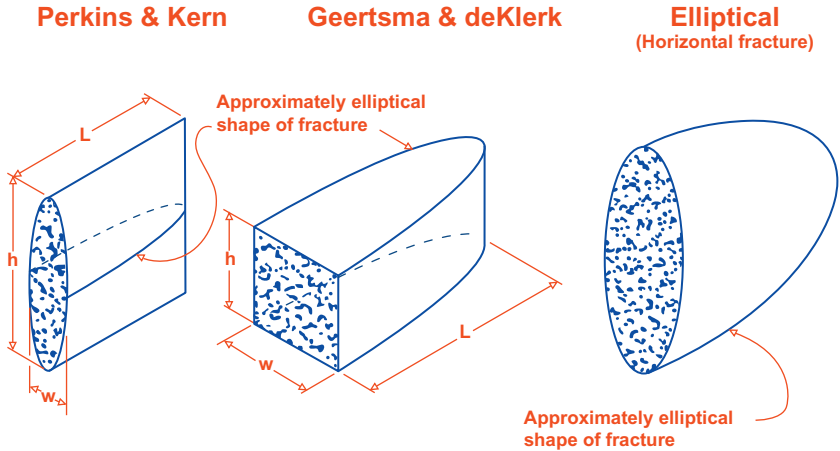 Perkins & Kern
Geertsma & deKlerk
Elliptical
(Horizontal fracture)
Approximately elliptical
shape of fracture
L
h
w
h
w
L
Approximately elliptical
shape of fracture